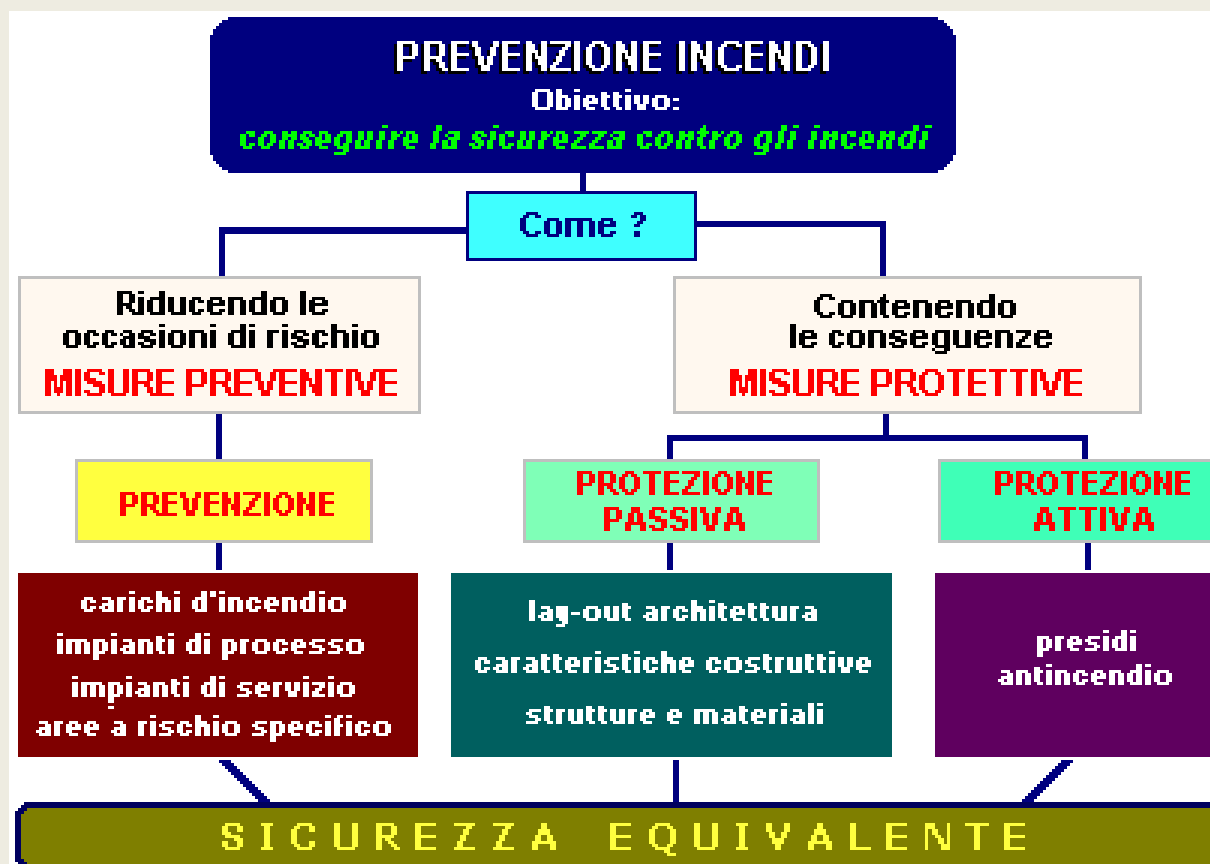 PREVENZIONE INCENDI
Obiettivo:
conseguire la sicurezza contro gli incendi
Come ?
Riducendo le
occasioni di rischio
MISURE PREVENTIVE
Contenendo
le conseguenze
MISURE PROTETTIVE
PREVENZIONE
PROTEZIONE
PASSIVA
PROTEZIONE
ATTIVA
carichi d'incendio
impianti di processo
impianti di servizio
aree a rischio specifico
lay-out architettura
caratteristiche costruttive
strutture e materiali
presidi
antincendio
SICUREZZA EQUIVALENTE